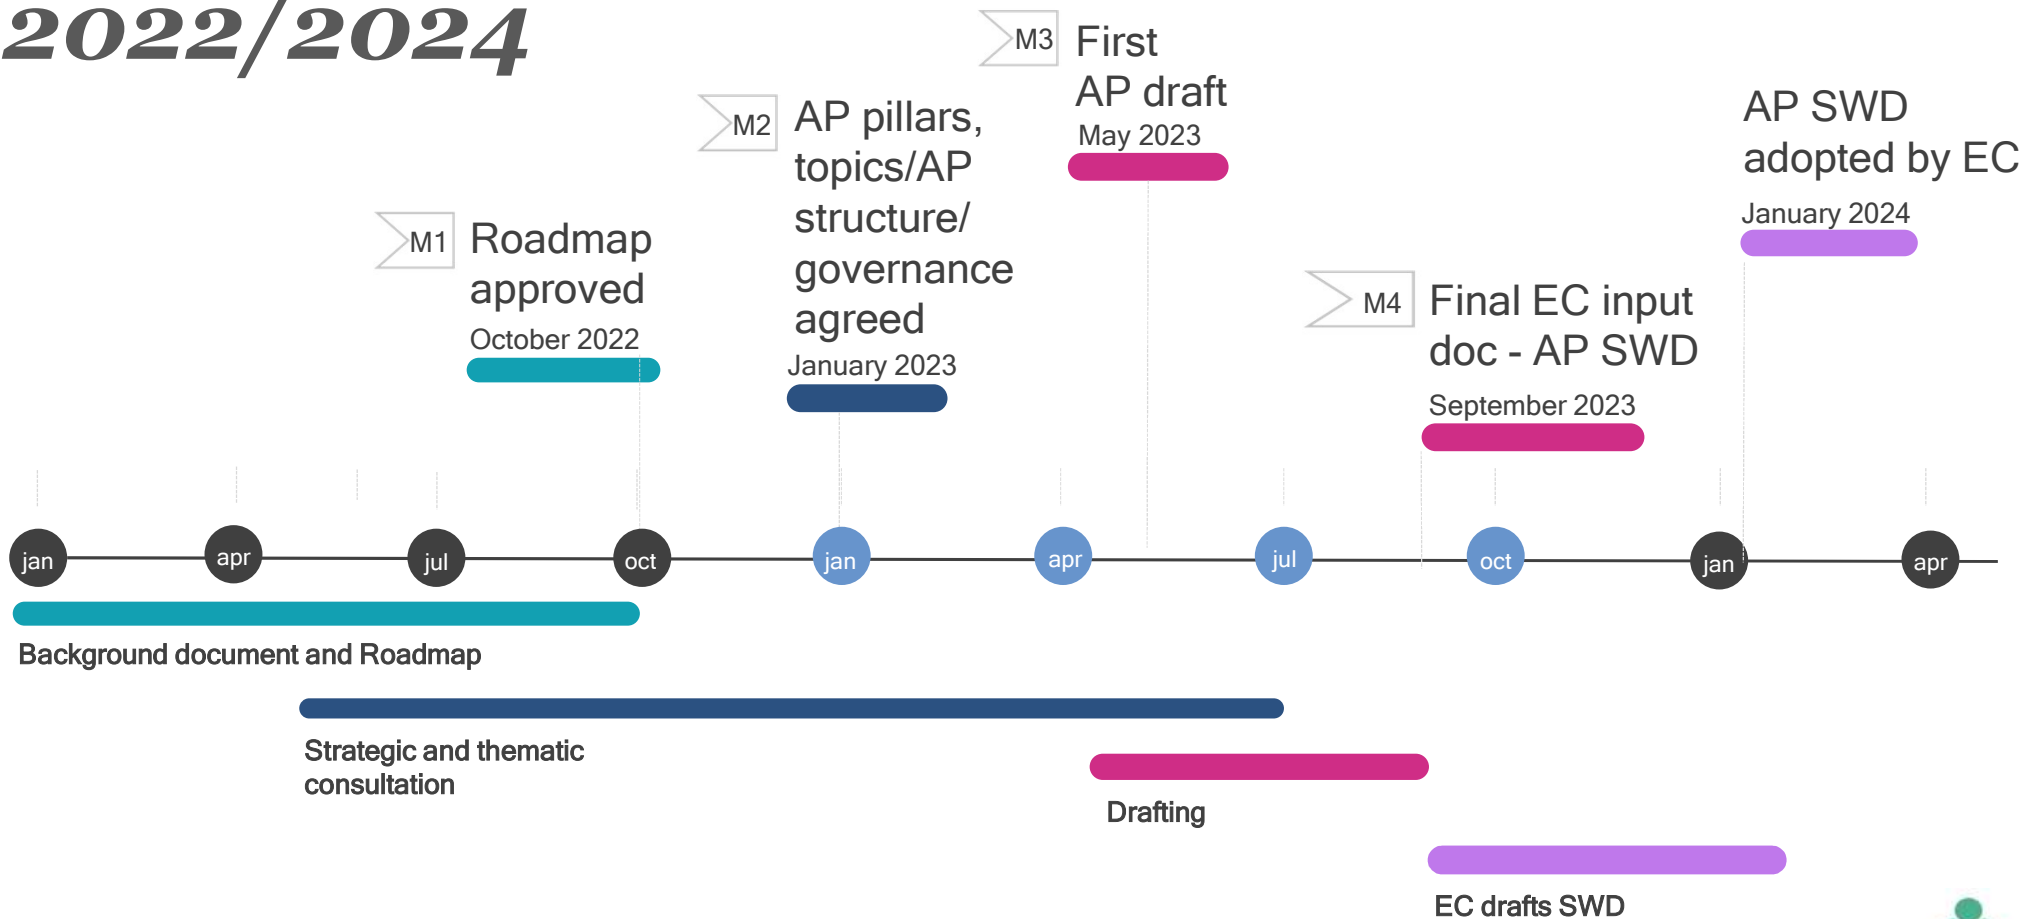 2022/2024
M1
Roadmap
approved
October 2022
M2
AP pillars,
topics/AP
structure/
governance
agreed
January 2023
M3
First
AP draft
May 2023
M4
Final EC input
doc - AP SWD
September 2023
AP SWD
adopted by EC
January 2024
jan apr jul oct jan apr jul oct jan apr
Background document and Roadmap
Strategic and thematic
consultation
Drafting
EC drafts SWD